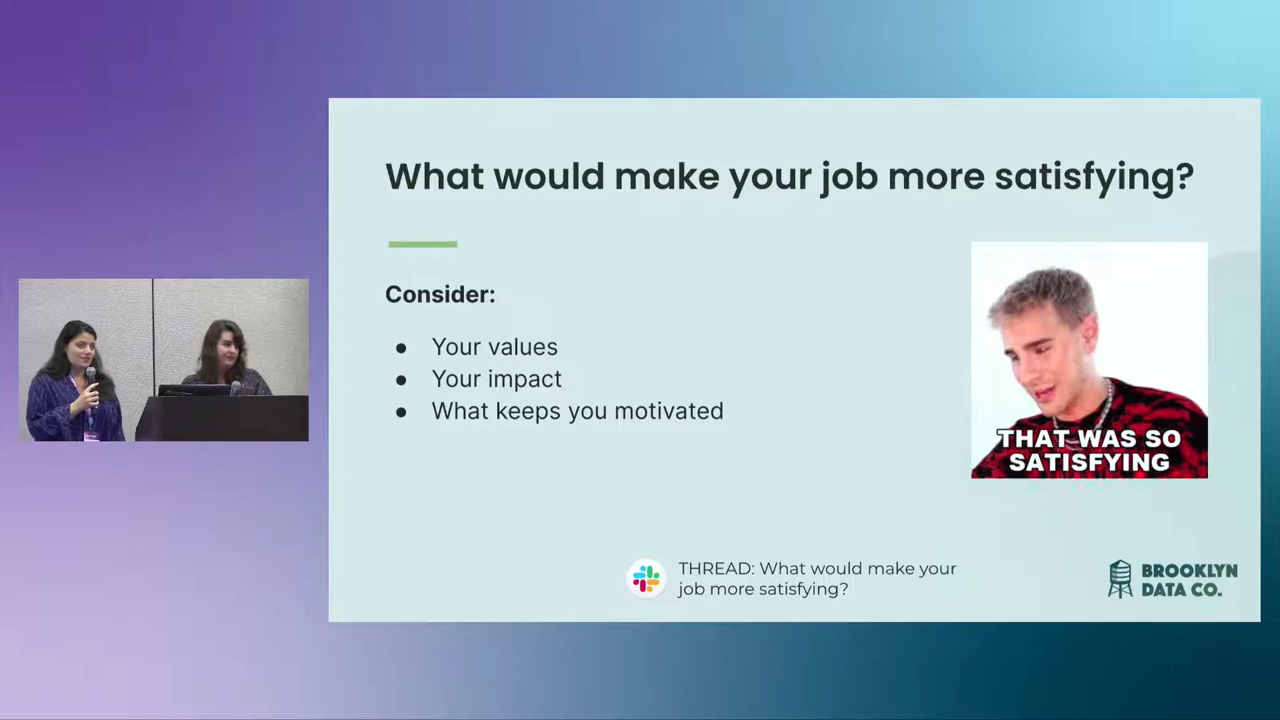 What would make your job more satisfying?
Consider:
● Your values
● Your impact
● What keeps you motivated
THAT WAS SO
SATISFYING
THREAD: What would make your
job more satisfying?
BROOKLYN
DATA CO.